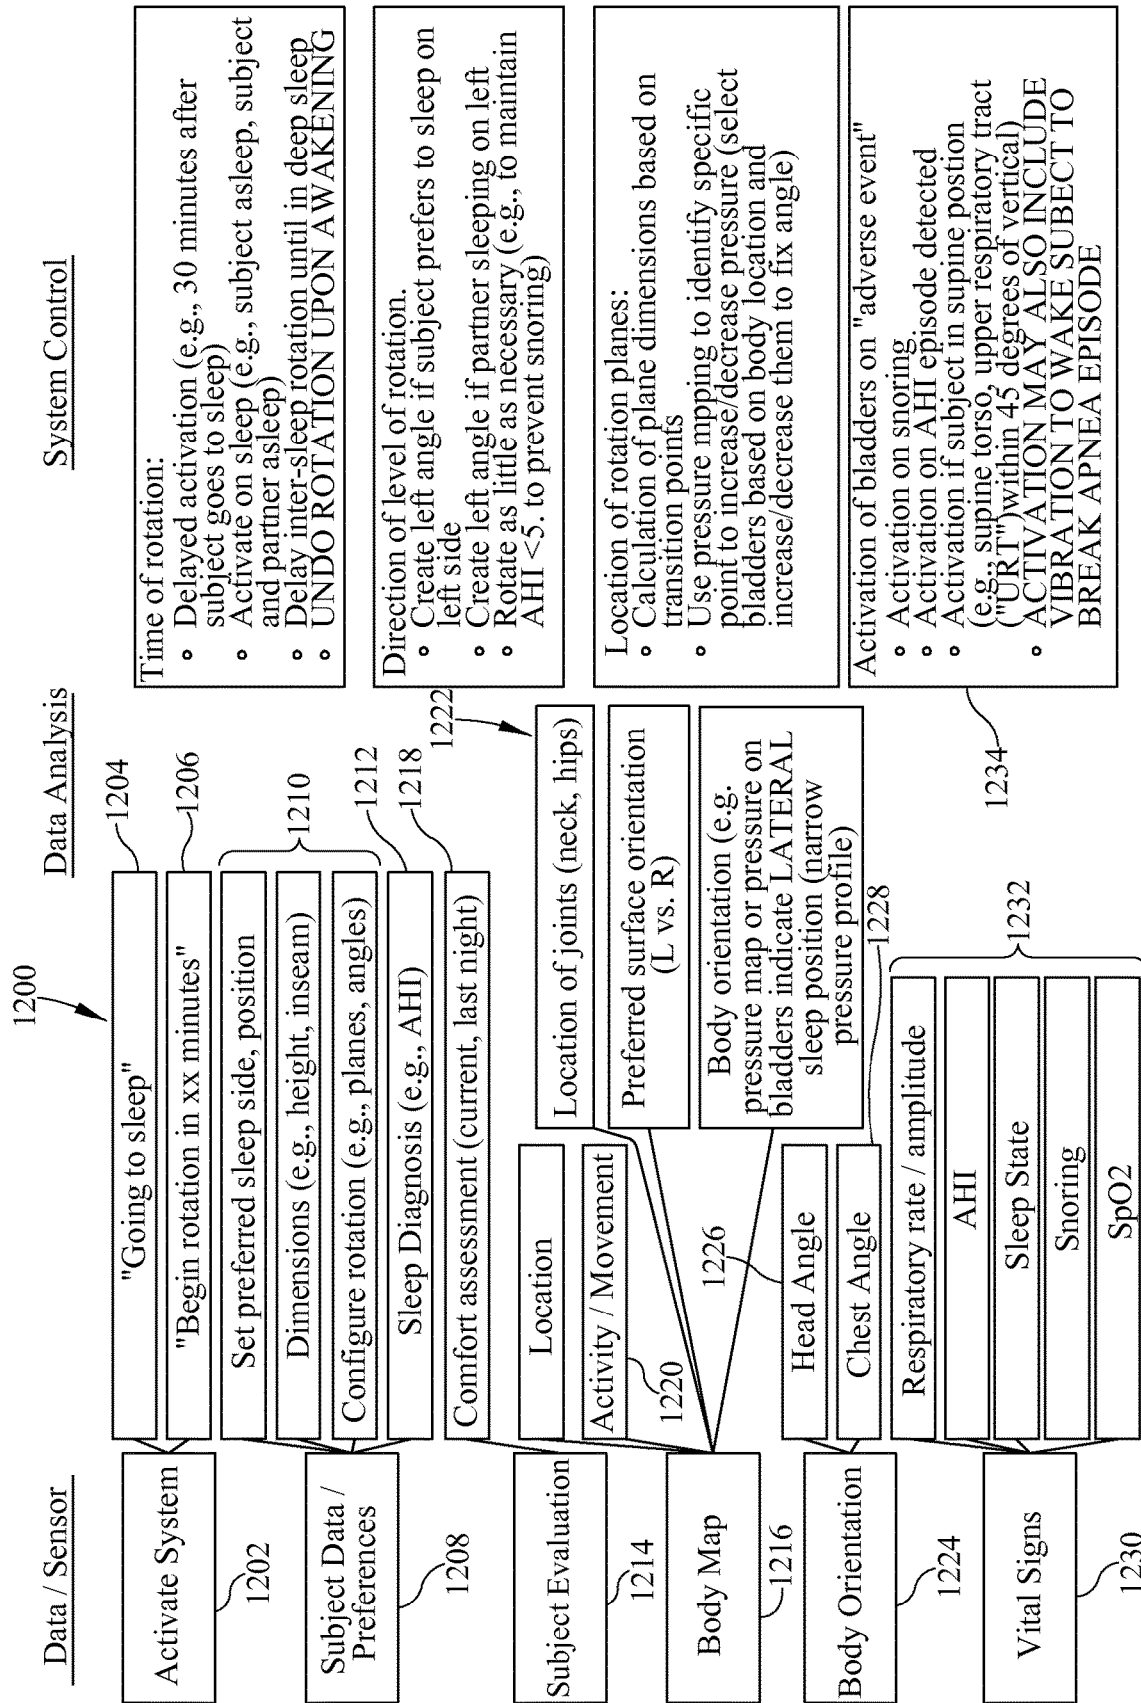 1200
Data / Sensor
Data Analysis
System Control
Activate System
1202
"Going to sleep"
1204
"Begin rotation in xx minutes"
1206
Subject Data /
Preferences
1208
Set preferred sleep side, position
Dimensions (e.g., height, inseam)
Configure rotation (e.g., planes, angles)
1210
Sleep Diagnosis (e.g., AHI)
1212
Subject Evaluation
1214
Comfort assessment (current, last night)
1218
Body Map
1216
Location
Activity / Movement
1220
1222
Location of joints (neck, hips)
Preferred surface orientation
(L vs. R)
Body orientation (e.g.
pressure map or pressure on
bladders indicate LATERAL
sleep position (narrow
pressure profile)
Body Orientation
1224
Head Angle
1226
Chest Angle
1228
Vital Signs
1230
Respiratory rate / amplitude
AHI
Sleep State
Snoring
SpO2
1232
Time of rotation:
° Delayed activation (e.g., 30 minutes after
subject goes to sleep)
° Activate on sleep (e.g., subject asleep, subject
and partner asleep)
° Delay inter-sleep rotation until in deep sleep
° UNDO ROTATION UPON AWAKENING
Direction of level of rotation.
° Create left angle if subject prefers to sleep on
left side
° Create left angle if partner sleeping on left
° Rotate as little as necessary (e.g., to maintain
AHI <5. to prevent snoring)
Location of rotation planes:
° Calculation of plane dimensions based on
transition points
° Use pressure mpping to identify specific
point to increase/decrease pressure (select
bladders based on body location and
increase/decrease them to fix angle)
Activation of bladders on "adverse event"
° Activation on snoring
° Activation on AHI episode detected
° Activation if subject in supine postion
(e.g., supine torso, upper respiratory tract
("URT") within 45 degrees of vertical)
° ACTIVATION MAY ALSO INCLUDE
VIBRATION TO WAKE SUBECT TO
BREAK APNEA EPISODE
1234